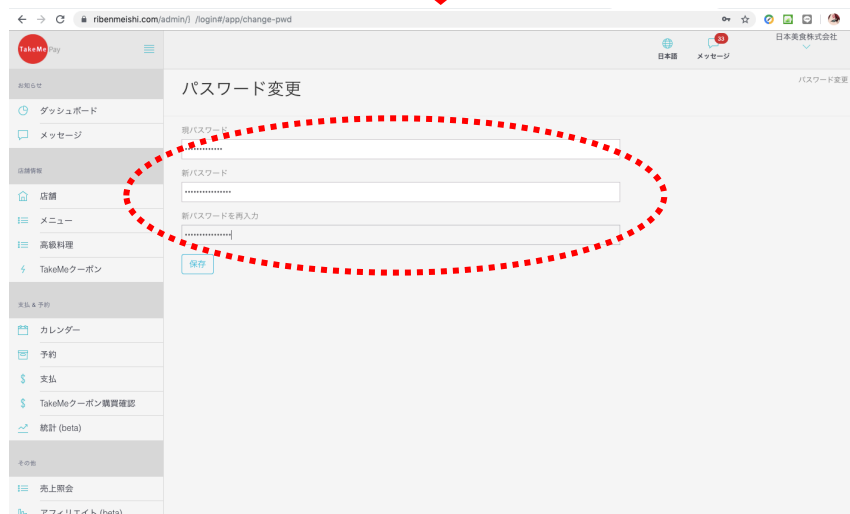 ribenmeishi.com/admin/) /login#/app/change-pwd
TakeMe Pay
33
日本語
メッセージ
日本美食株式会社
お知らせ
ダッシュボード
メッセージ
店舗情報
店舗
メニュー
高級料理
TakeMeクーポン
支払 & 予約
カレンダー
予約
支払
TakeMeクーポン購買確認
統計 (beta)
その他
売上照会
アフィリエイト (beta)
パスワード変更
パスワード変更
現パスワード
新パスワード
新パスワードを再入力
保存